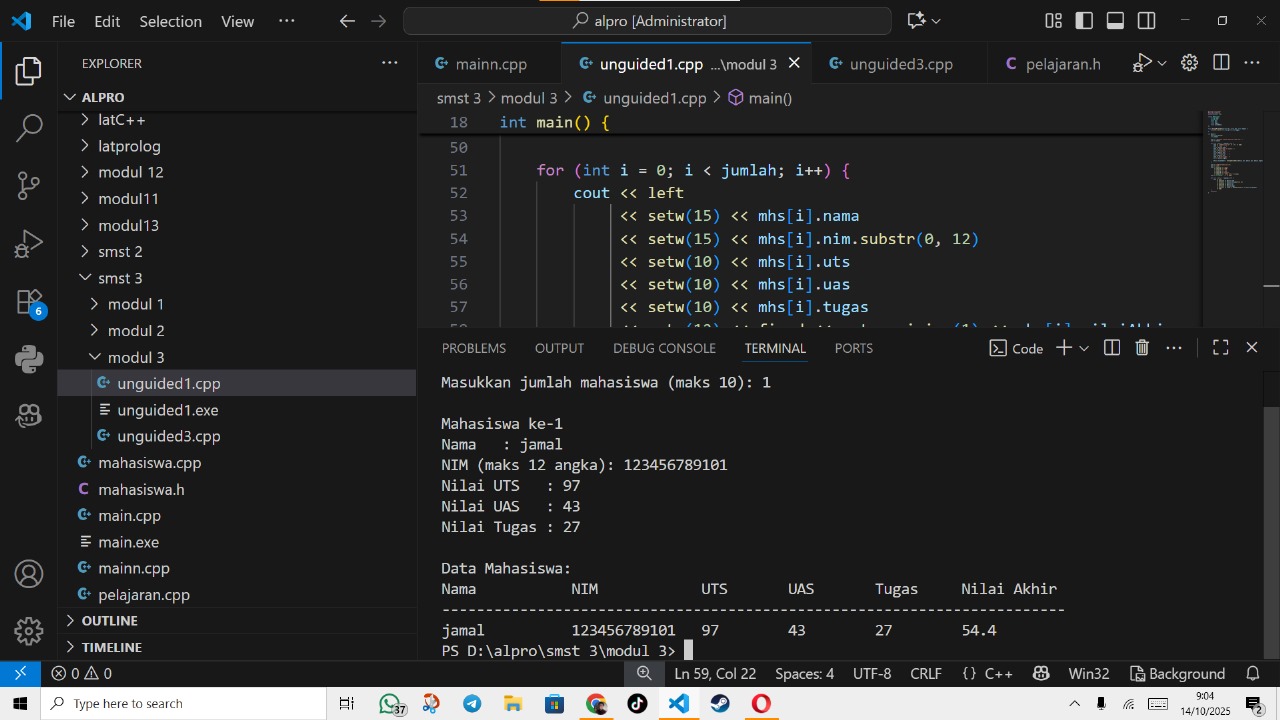 File Edit Selection View ··· alpro [Administrator]
EXPLORER ···
ALPRO
latC++
latprolog
modul 12
modul11
modul13
smst 2
smst 3
modul 1
modul 2
modul 3
unguided1.cpp
unguided1.exe
unguided3.cpp
mahasiswa.cpp
mahasiswa.h
main.cpp
main.exe
mainn.cpp
pelajaran.cpp
OUTLINE
TIMELINE
6
mainn.cpp unguided1.cpp ...\modul 3 unguided3.cpp pelajaran.h
smst 3 > modul 3 > unguided1.cpp > main()
18 int main() {
50
51 for (int i = 0; i < jumlah; i++) {
52 cout << left
53 << setw(15) << mhs[i].nama
54 << setw(15) << mhs[i].nim.substr(0, 12)
55 << setw(10) << mhs[i].uts
56 << setw(10) << mhs[i].uas
57 << setw(10) << mhs[i].tugas
PROBLEMS OUTPUT DEBUG CONSOLE TERMINAL PORTS Code
Masukkan jumlah mahasiswa (maks 10): 1
Mahasiswa ke-1
Nama : jamal
NIM (maks 12 angka): 123456789101
Nilai UTS : 97
Nilai UAS : 43
Nilai Tugas : 27
Data Mahasiswa:
Nama NIM UTS UAS Tugas Nilai Akhir
------------------------------------------------------------------------
jamal 123456789101 97 43 27 54.4
PS D:\alpro\smst 3\modul 3>
0 0 Ln 59, Col 22 Spaces: 4 UTF-8 CRLF {} C++ Win32 Background
Type here to search 37 9:04
14/10/2025 2